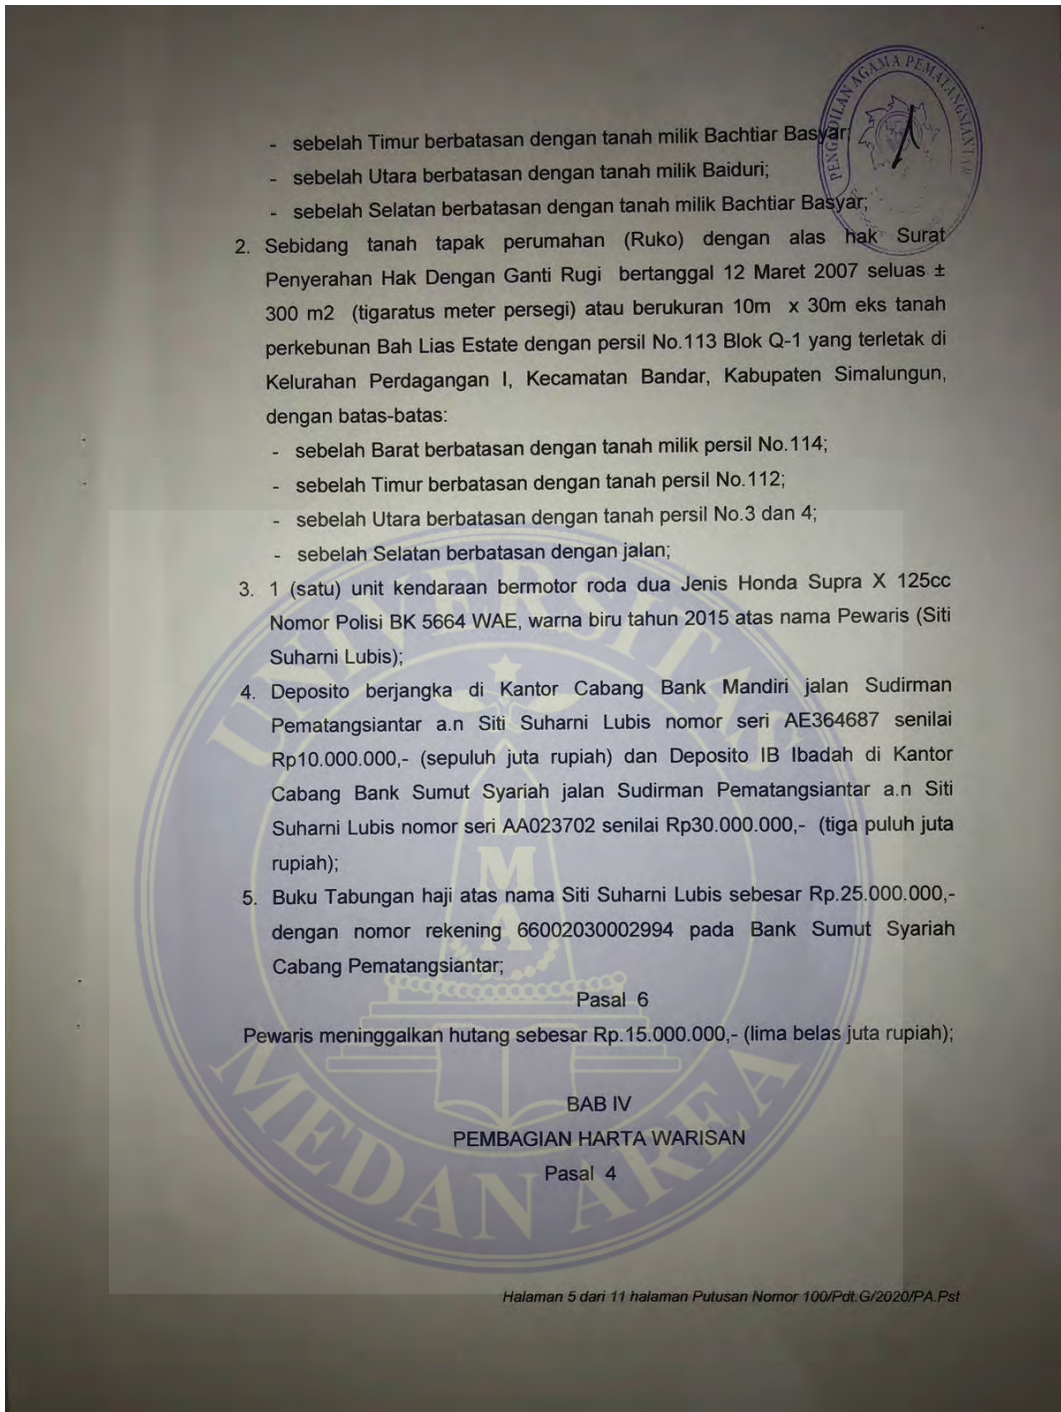 PENGADILAN AGAMA PEMATANGSIANTAR
- sebelah Timur berbatasan dengan tanah milik Bachtiar Basyar;
- sebelah Utara berbatasan dengan tanah milik Baiduri;
- sebelah Selatan berbatasan dengan tanah milik Bachtiar Basyar;
2. Sebidang tanah tapak perumahan (Ruko) dengan alas hak Surat
Penyerahan Hak Dengan Ganti Rugi bertanggal 12 Maret 2007 seluas ±
300 m2 (tigaratus meter persegi) atau berukuran 10m x 30m eks tanah
perkebunan Bah Lias Estate dengan persil No.113 Blok Q-1 yang terletak di
Kelurahan Perdagangan I, Kecamatan Bandar, Kabupaten Simalungun,
dengan batas-batas:
- sebelah Barat berbatasan dengan tanah milik persil No.114;
- sebelah Timur berbatasan dengan tanah persil No.112;
- sebelah Utara berbatasan dengan tanah persil No.3 dan 4;
- sebelah Selatan berbatasan dengan jalan;
3. 1 (satu) unit kendaraan bermotor roda dua Jenis Honda Supra X 125cc
Nomor Polisi BK 5664 WAE, warna biru tahun 2015 atas nama Pewaris (Siti
Suharni Lubis);
4. Deposito berjangka di Kantor Cabang Bank Mandiri jalan Sudirman
Pematangsiantar a.n Siti Suharni Lubis nomor seri AE364687 senilai
Rp10.000.000,- (sepuluh juta rupiah) dan Deposito IB Ibadah di Kantor
Cabang Bank Sumut Syariah jalan Sudirman Pematangsiantar a.n Siti
Suharni Lubis nomor seri AA023702 senilai Rp30.000.000,- (tiga puluh juta
rupiah);
5. Buku Tabungan haji atas nama Siti Suharni Lubis sebesar Rp.25.000.000,-
dengan nomor rekening 66002030002994 pada Bank Sumut Syariah
Cabang Pematangsiantar;
Pasal 6
Pewaris meninggalkan hutang sebesar Rp.15.000.000,- (lima belas juta rupiah);
BAB IV
PEMBAGIAN HARTA WARISAN
Pasal 4
Halaman 5 dari 11 halaman Putusan Nomor 100/Pdt.G/2020/PA.Pst
UNIVERSITAS
UMA
MEDAN AREA